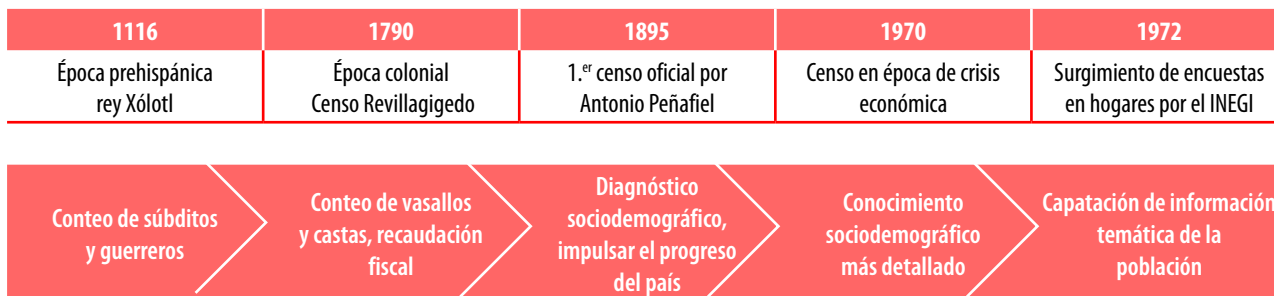 1116
1790
1895
1970
1972
Época prehispánica
rey Xólotl
Época colonial
Censo Revillagigedo
1.er censo oficial por
Antonio Peñafiel
Censo en época de crisis
económica
Surgimiento de encuestas
en hogares por el INEGI
Conteo de súbditos
y guerreros
Conteo de vasallos
y castas, recaudación
fiscal
Diagnóstico
sociodemográfico,
impulsar el progreso
del país
Conocimiento
sociodemográfico
más detallado
Capatación de información
temática de la
población